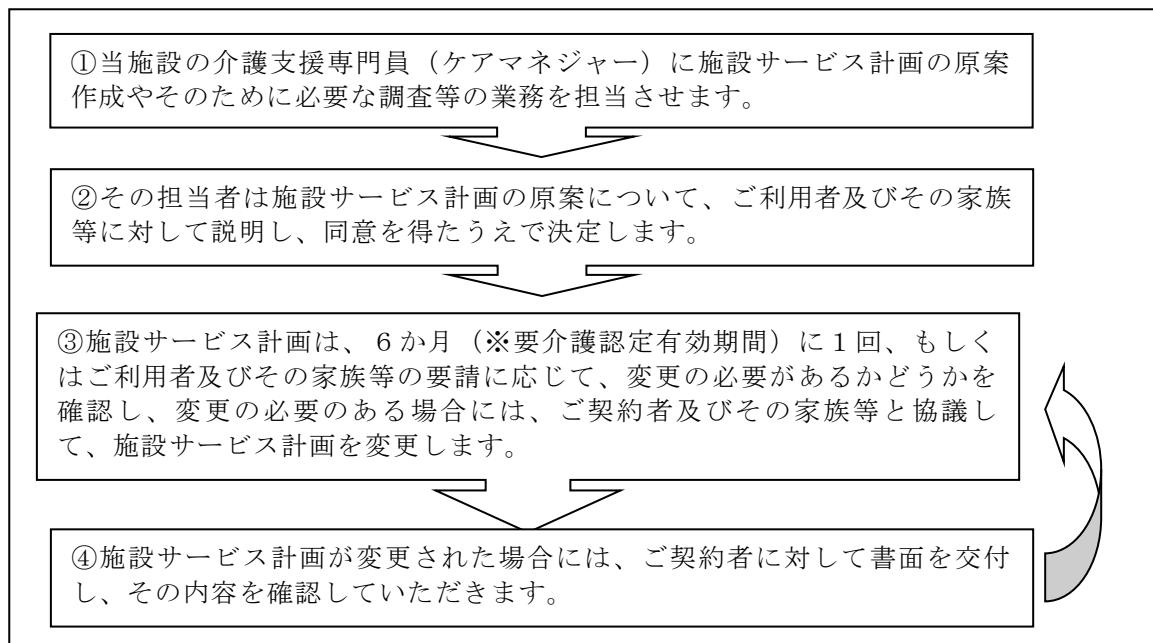 ①当施設の介護支援専門員（ケアマネジャー）に施設サービス計画の原案
作成やそのために必要な調査等の業務を担当させます。
②その担当者は施設サービス計画の原案について、ご利用者及びその家族
等に対して説明し、同意を得たうえで決定します。
③施設サービス計画は、６か月（※要介護認定有効期間）に１回、もしく
はご利用者及びその家族等の要請に応じて、変更の必要があるかどうかを
確認し、変更の必要のある場合には、ご契約者及びその家族等と協議し
て、施設サービス計画を変更します。
④施設サービス計画が変更された場合には、ご契約者に対して書面を交付
し、その内容を確認していただきます。